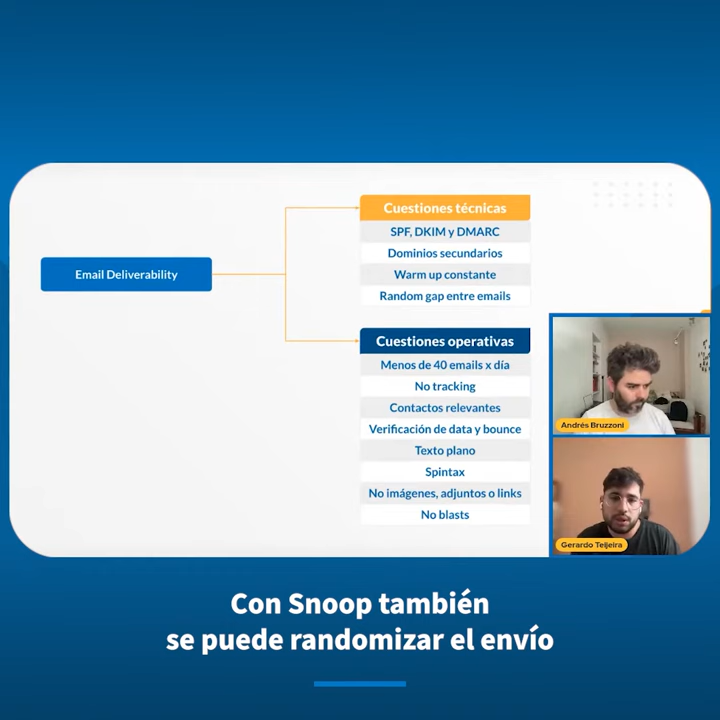 Email Deliverability
Cuestiones técnicas
SPF, DKIM y DMARC
Dominios secundarios
Warm up constante
Random gap entre emails
Cuestiones operativas
Menos de 40 emails x día
No tracking
Contactos relevantes
Verificación de data y bounce
Texto plano
Spintax
No imágenes, adjuntos o links
No blasts
Andrés Bruzzoni
Gerardo Teijeira
Con Snoop también
se puede randomizar el envío